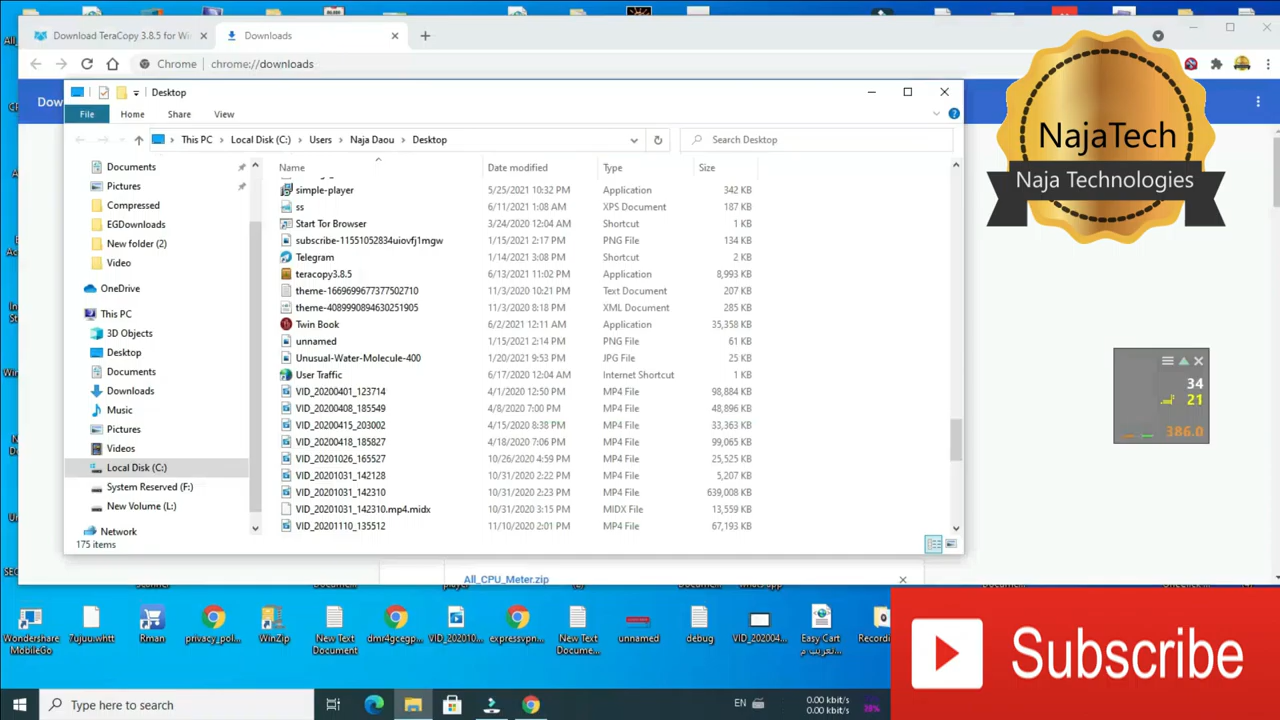 Download TeraCopy 3.8.5 for Wi
Downloads
Chrome
chrome://downloads
Dow
Desktop
File
Home
Share
View
This PC
Local Disk (C:)
Users
Naja Daou
Desktop
Search Desktop
Name
Date modified
Type
Size
Documents
Pictures
Compressed
EGDownloads
New folder (2)
Video
OneDrive
This PC
3D Objects
Desktop
Documents
Downloads
Music
Pictures
Videos
Local Disk (C:)
System Reserved (F:)
New Volume (L:)
Network
simple-player 5/25/2021 10:32 PM Application 342 KB
ss 6/11/2021 1:08 AM XPS Document 187 KB
Start Tor Browser 3/24/2020 12:04 AM Shortcut 1 KB
subscribe-11551052834uiovfj1mgw 1/15/2021 2:17 PM PNG File 134 KB
Telegram 1/14/2021 3:08 PM Shortcut 2 KB
teracopy3.8.5 6/13/2021 11:02 PM Application 8,993 KB
theme-1669699677377502710 11/3/2020 10:21 PM Text Document 207 KB
theme-4089990894630251905 11/3/2020 8:18 PM XML Document 285 KB
Twin Book 6/2/2021 12:11 AM Application 35,358 KB
unnamed 1/15/2021 2:14 PM PNG File 61 KB
Unusual-Water-Molecule-400 1/20/2021 9:53 PM JPG File 25 KB
User Traffic 6/17/2020 12:04 AM Internet Shortcut 1 KB
VID_20200401_123714 4/1/2020 12:50 PM MP4 File 98,884 KB
VID_20200408_185549 4/8/2020 7:00 PM MP4 File 48,896 KB
VID_20200415_203002 4/15/2020 8:38 PM MP4 File 33,363 KB
VID_20200418_185827 4/18/2020 7:06 PM MP4 File 99,065 KB
VID_20201026_165527 10/26/2020 4:59 PM MP4 File 25,525 KB
VID_20201031_142128 10/31/2020 2:22 PM MP4 File 5,207 KB
VID_20201031_142310 10/31/2020 2:23 PM MP4 File 639,008 KB
VID_20201031_142310.mp4.midx 10/31/2020 3:15 PM MIDX File 13,559 KB
VID_20201110_135512 11/10/2020 2:01 PM MP4 File 67,193 KB
175 items
NajaTech
Naja Technologies
34
21
386.0
All_CPU_Meter.zip
Wondershare MobileGo
7ujuu.whtt
Rman
privacy_pol...
WinZip
New Text Document
dmr4gcegp...
VID_202010...
expressvpn...
New Text Docume...
unnamed
debug
VID_202004...
Easy Cart
Recordi
Subscribe
Type here to search
EN
0.00 kbit/s
0.00 kbit/s
39%